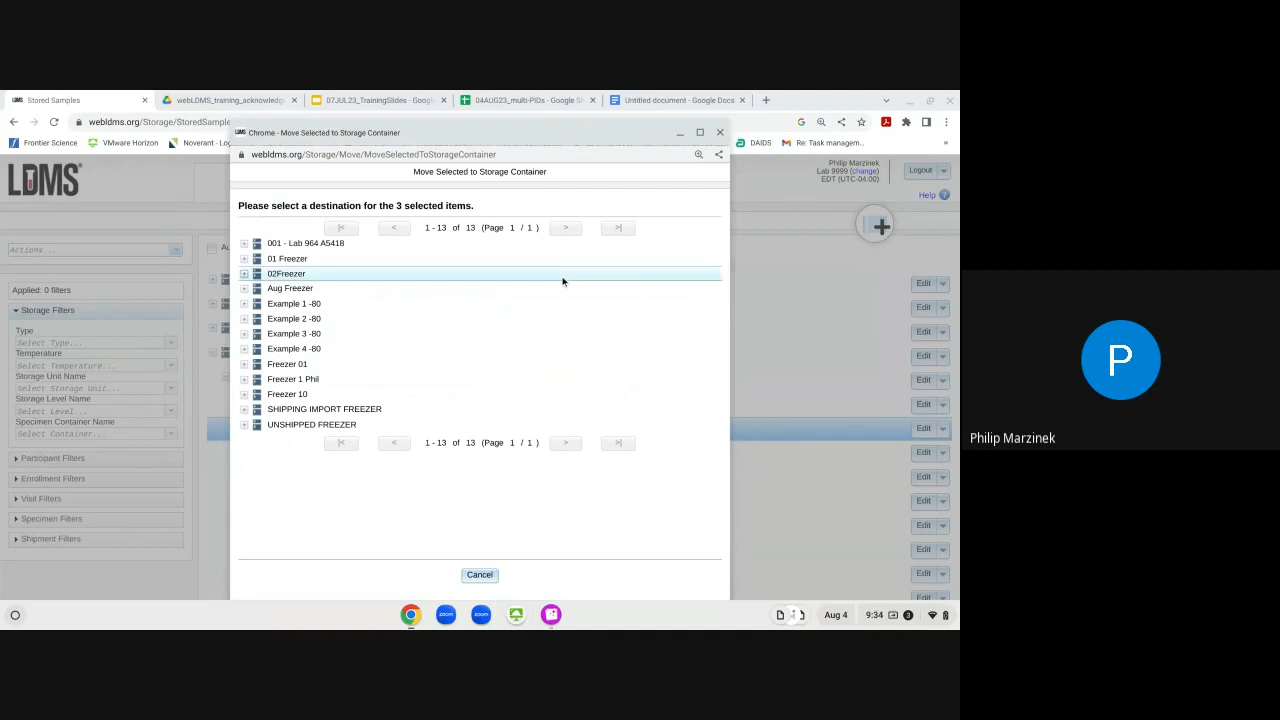 Stored Samples
webLDMS_training_acknowledg
07JUL23_TrainingSlides - Google
04AUG23_multi-PIDs - Google Sh
Untitled document - Google Docs
webldms.org/Storage/StoredSample
Frontier Science
VMware Horizon
Noverant - Lo
DAIDS
Re: Task managem...
»
LDMS Chrome - Move Selected to Storage Container
webldms.org/Storage/Move/MoveSelectedToStorageContainer
Move Selected to Storage Container
LDMS
Philip Marzinek
Lab 9999 (change)
EDT (UTC-04:00)
Logout
Help ?
Please select a destination for the 3 selected items.
|< < 1 - 13 of 13 (Page 1 / 1 ) > >|
001 - Lab 964 A5418
01 Freezer
02Freezer
Aug Freezer
Example 1 -80
Example 2 -80
Example 3 -80
Example 4 -80
Freezer 01
Freezer 1 Phil
Freezer 10
SHIPPING IMPORT FREEZER
UNSHIPPED FREEZER
|< < 1 - 13 of 13 (Page 1 / 1 ) > >|
Cancel
Actions ...
Au
Applied: 0 filters
Storage Filters
Type
Select Type...
Temperature
Select Temperature...
Storage Unit Name
Select Storage Unit...
Storage Level Name
Select Level...
Specimen Container Name
Select Container...
Participant Filters
Enrollment Filters
Visit Filters
Specimen Filters
Shipment Filters
Edit
Edit
Edit
Edit
Edit
Edit
Edit
Edit
Edit
Edit
Edit
Edit
Edit
Edit
zoom
zoom
Aug 4
9:34
3
P
Philip Marzinek